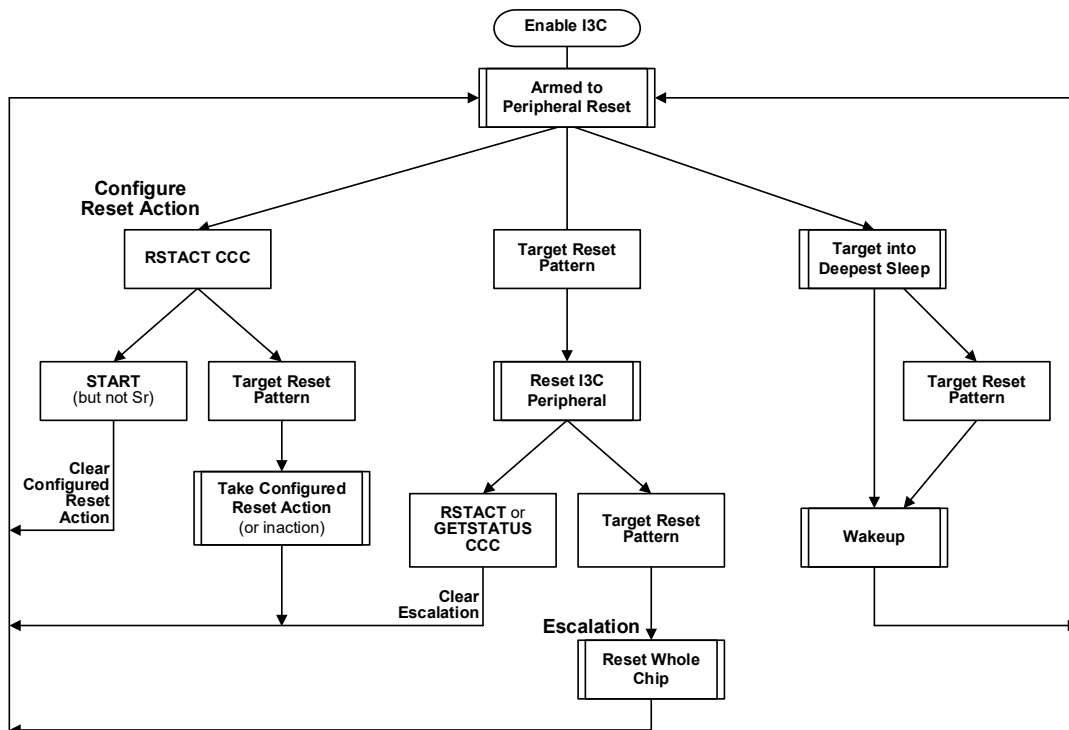 Enable I3C
Armed to
Peripheral Reset
Configure
Reset Action
RSTACT CCC
Target Reset
Pattern
Target into
Deepest Sleep
START
(but not Sr)
Target Reset
Pattern
Reset I3C
Peripheral
Target Reset
Pattern
Clear
Configured
Reset
Action
Take Configured
Reset Action
(or inaction)
RSTACT or
GETSTATUS
CCC
Target Reset
Pattern
Wakeup
Clear
Escalation
Escalation
Reset Whole
Chip